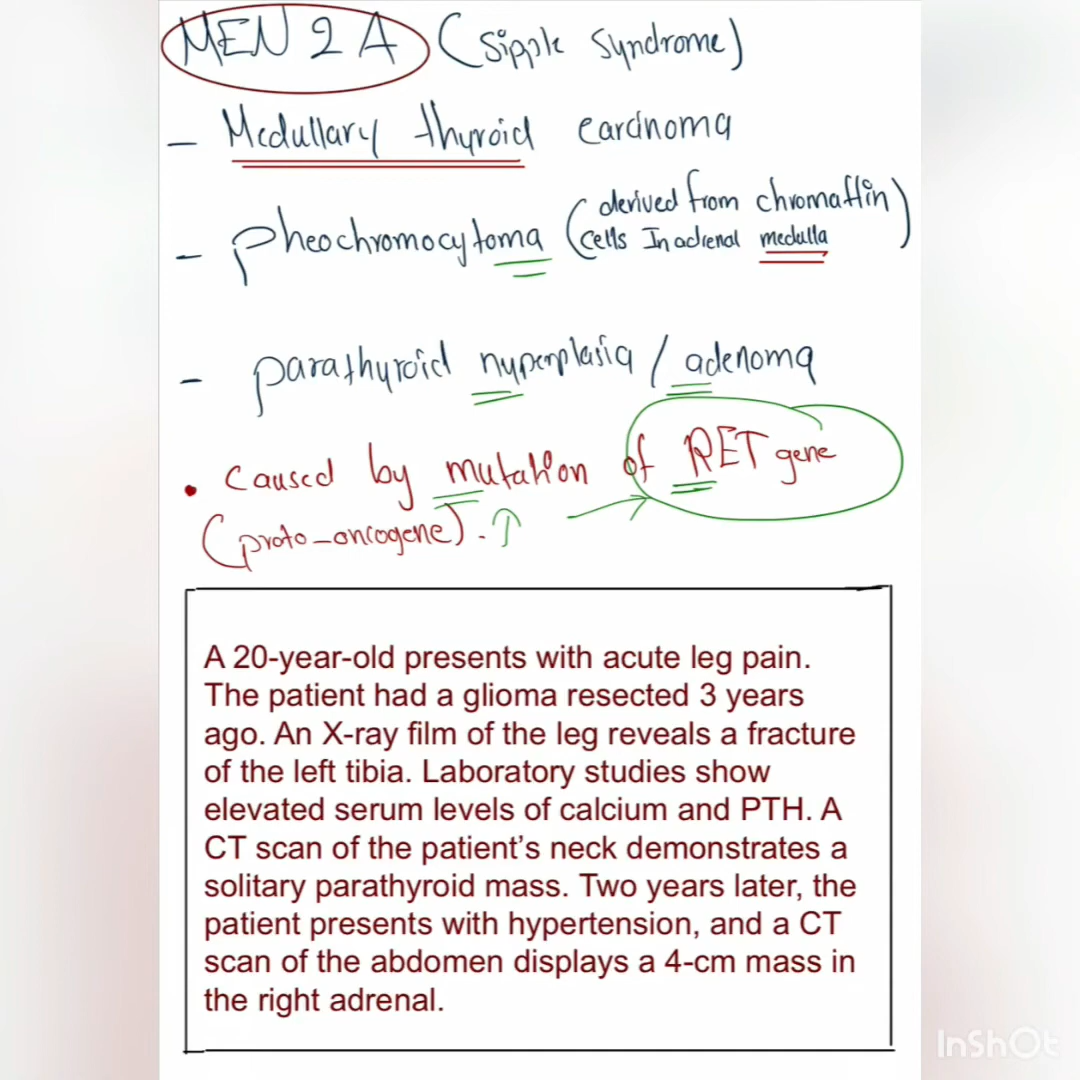 MEN 2 A (Sipple Syndrome)
- Medullary thyroid carcinoma
- pheochromocytoma (derived from chromaffin
cells In adrenal medulla)
- parathyroid hyperplasia / adenoma
• caused by mutation of RET gene
(proto-oncogene). ↑
A 20-year-old presents with acute leg pain.
The patient had a glioma resected 3 years
ago. An X-ray film of the leg reveals a fracture
of the left tibia. Laboratory studies show
elevated serum levels of calcium and PTH. A
CT scan of the patient's neck demonstrates a
solitary parathyroid mass. Two years later, the
patient presents with hypertension, and a CT
scan of the abdomen displays a 4-cm mass in
the right adrenal.
InShOt